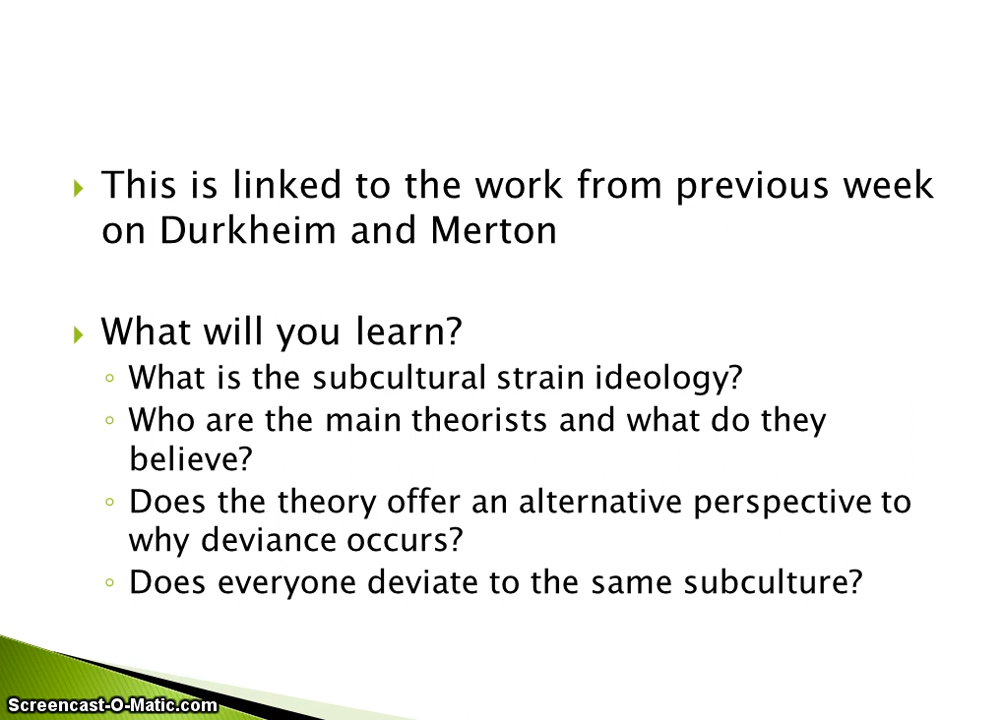 This is linked to the work from previous week
on Durkheim and Merton
What will you learn?
What is the subcultural strain ideology?
Who are the main theorists and what do they
believe?
Does the theory offer an alternative perspective to
why deviance occurs?
Does everyone deviate to the same subculture?
Screencast-O-Matic.com